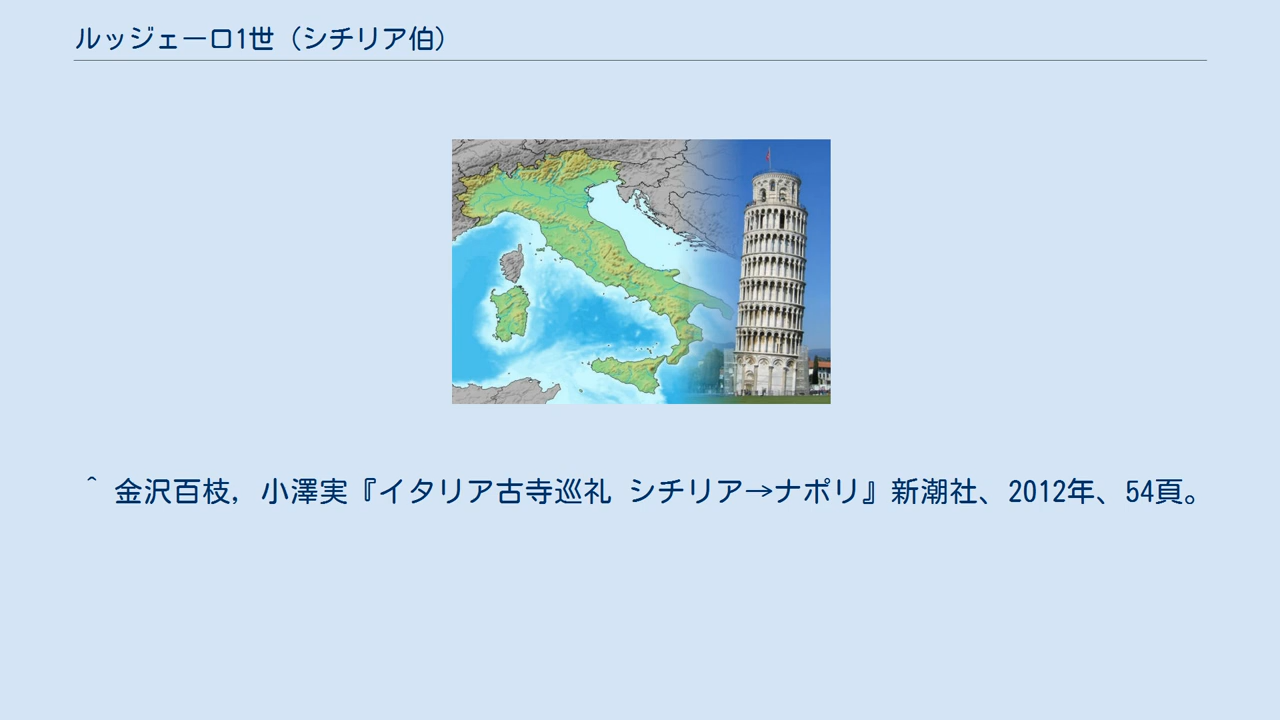 ルッジェーロ1世（シチリア伯）
^ 金沢百枝, 小澤実『イタリア古寺巡礼 シチリア→ナポリ』新潮社、2012年、54頁。